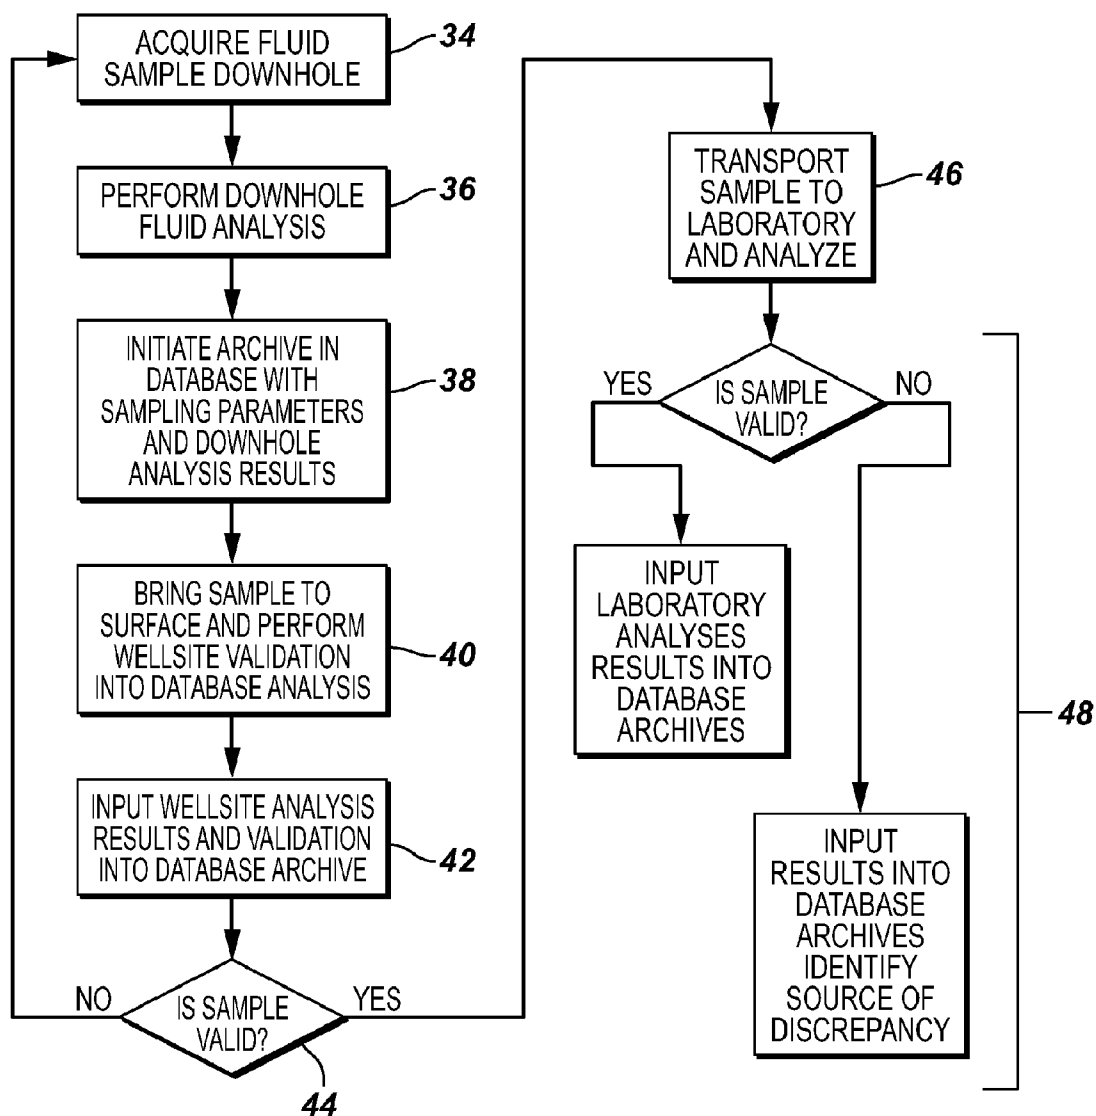 ACQUIRE FLUID
SAMPLE DOWNHOLE
34
PERFORM DOWNHOLE
FLUID ANALYSIS
36
INITIATE ARCHIVE IN
DATABASE WITH
SAMPLING PARAMETERS
AND DOWNHOLE
ANALYSIS RESULTS
38
BRING SAMPLE TO
SURFACE AND PERFORM
WELLSITE VALIDATION
INTO DATABASE ANALYSIS
40
INPUT WELLSITE ANALYSIS
RESULTS AND VALIDATION
INTO DATABASE ARCHIVE
42
NO
IS SAMPLE
VALID?
YES
44
TRANSPORT
SAMPLE TO
LABORATORY
AND ANALYZE
46
YES
IS SAMPLE
VALID?
NO
INPUT
LABORATORY
ANALYSES
RESULTS INTO
DATABASE
ARCHIVES
INPUT
RESULTS INTO
DATABASE
ARCHIVES
IDENTIFY
SOURCE OF
DISCREPANCY
48